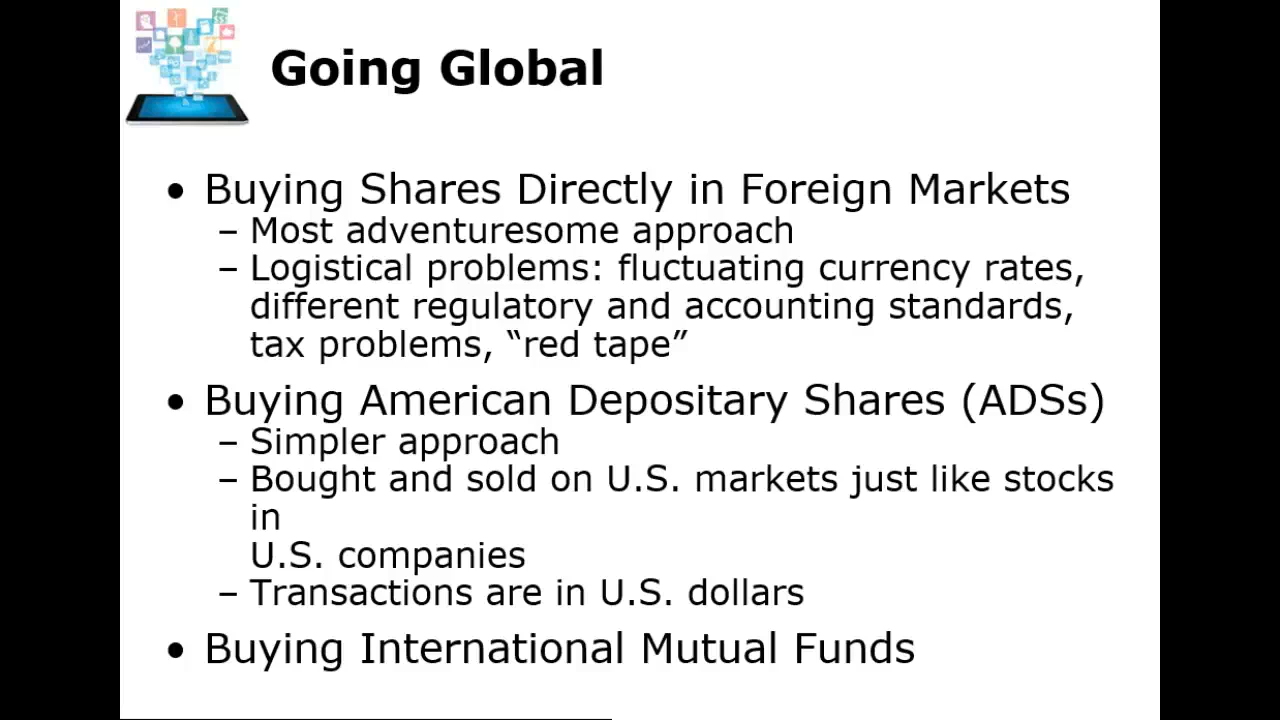 Going Global
• Buying Shares Directly in Foreign Markets
– Most adventuresome approach
– Logistical problems: fluctuating currency rates,
different regulatory and accounting standards,
tax problems, “red tape”
• Buying American Depositary Shares (ADSs)
– Simpler approach
– Bought and sold on U.S. markets just like stocks
in
U.S. companies
– Transactions are in U.S. dollars
• Buying International Mutual Funds